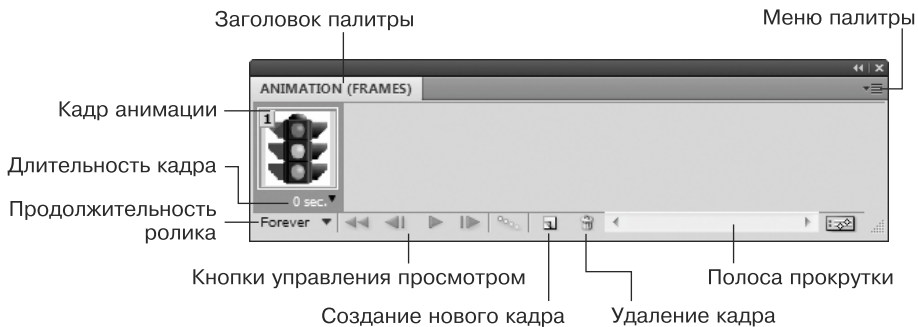 Заголовок палитры
Меню палитры
ANIMATION (FRAMES)
Кадр анимации
1
Длительность кадра
0 sec.
Продолжительность
ролика
Forever
Кнопки управления просмотром
Полоса прокрутки
Создание нового кадра
Удаление кадра